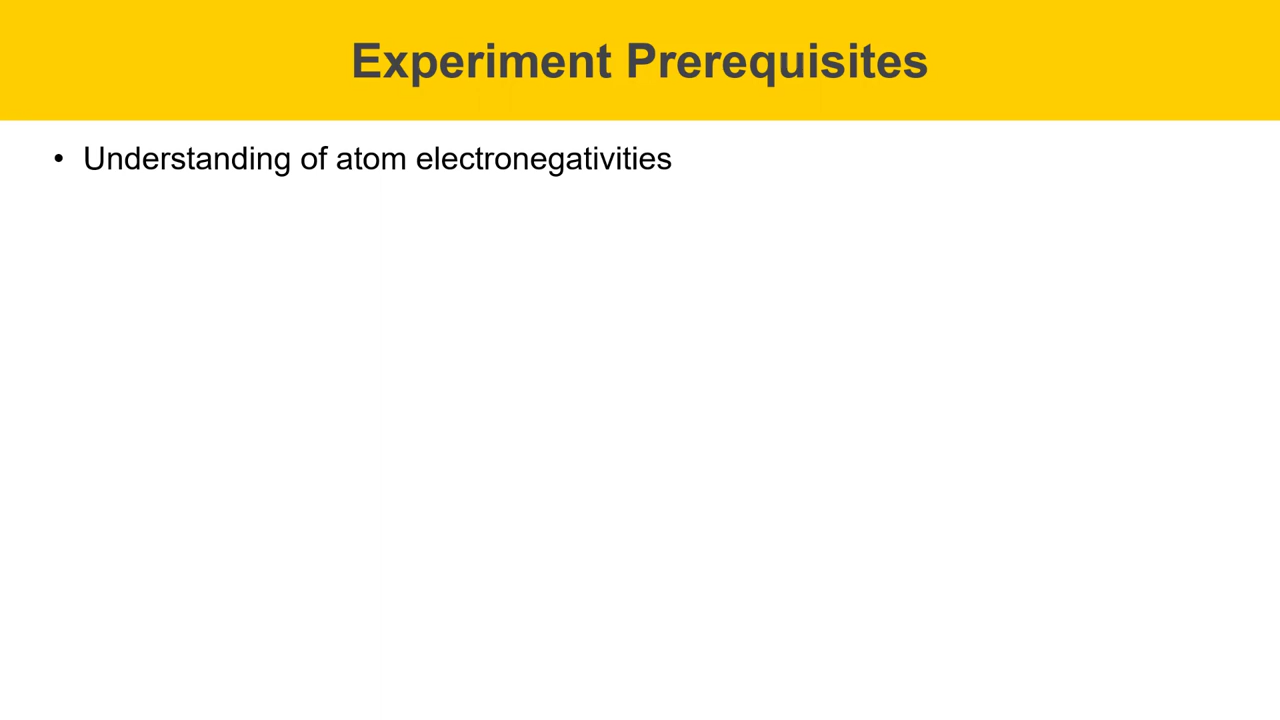 Experiment Prerequisites
• Understanding of atom electronegativities